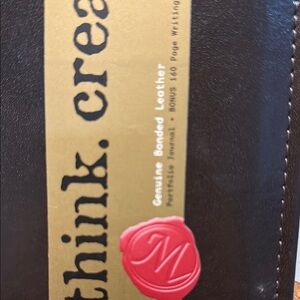 think. crea
Genuine Bonded Leather
Portfolio Journal • BONUS 160 Page Writing
M